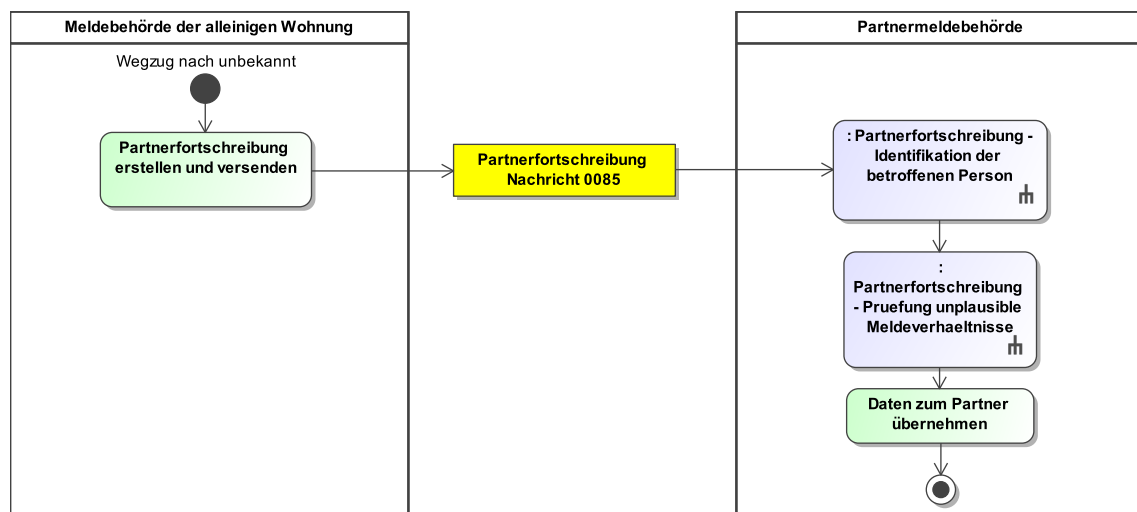 Meldebehörde der alleinigen Wohnung
Wegzug nach unbekannt
Partnerfortschreibung
erstellen und versenden
Partnerfortschreibung
Nachricht 0085
Partnermeldebehörde
: Partnerfortschreibung -
Identifikation der
betroffenen Person
:
Partnerfortschreibung
- Pruefung unplausible
Meldeverhaeltnisse
Daten zum Partner
übernehmen